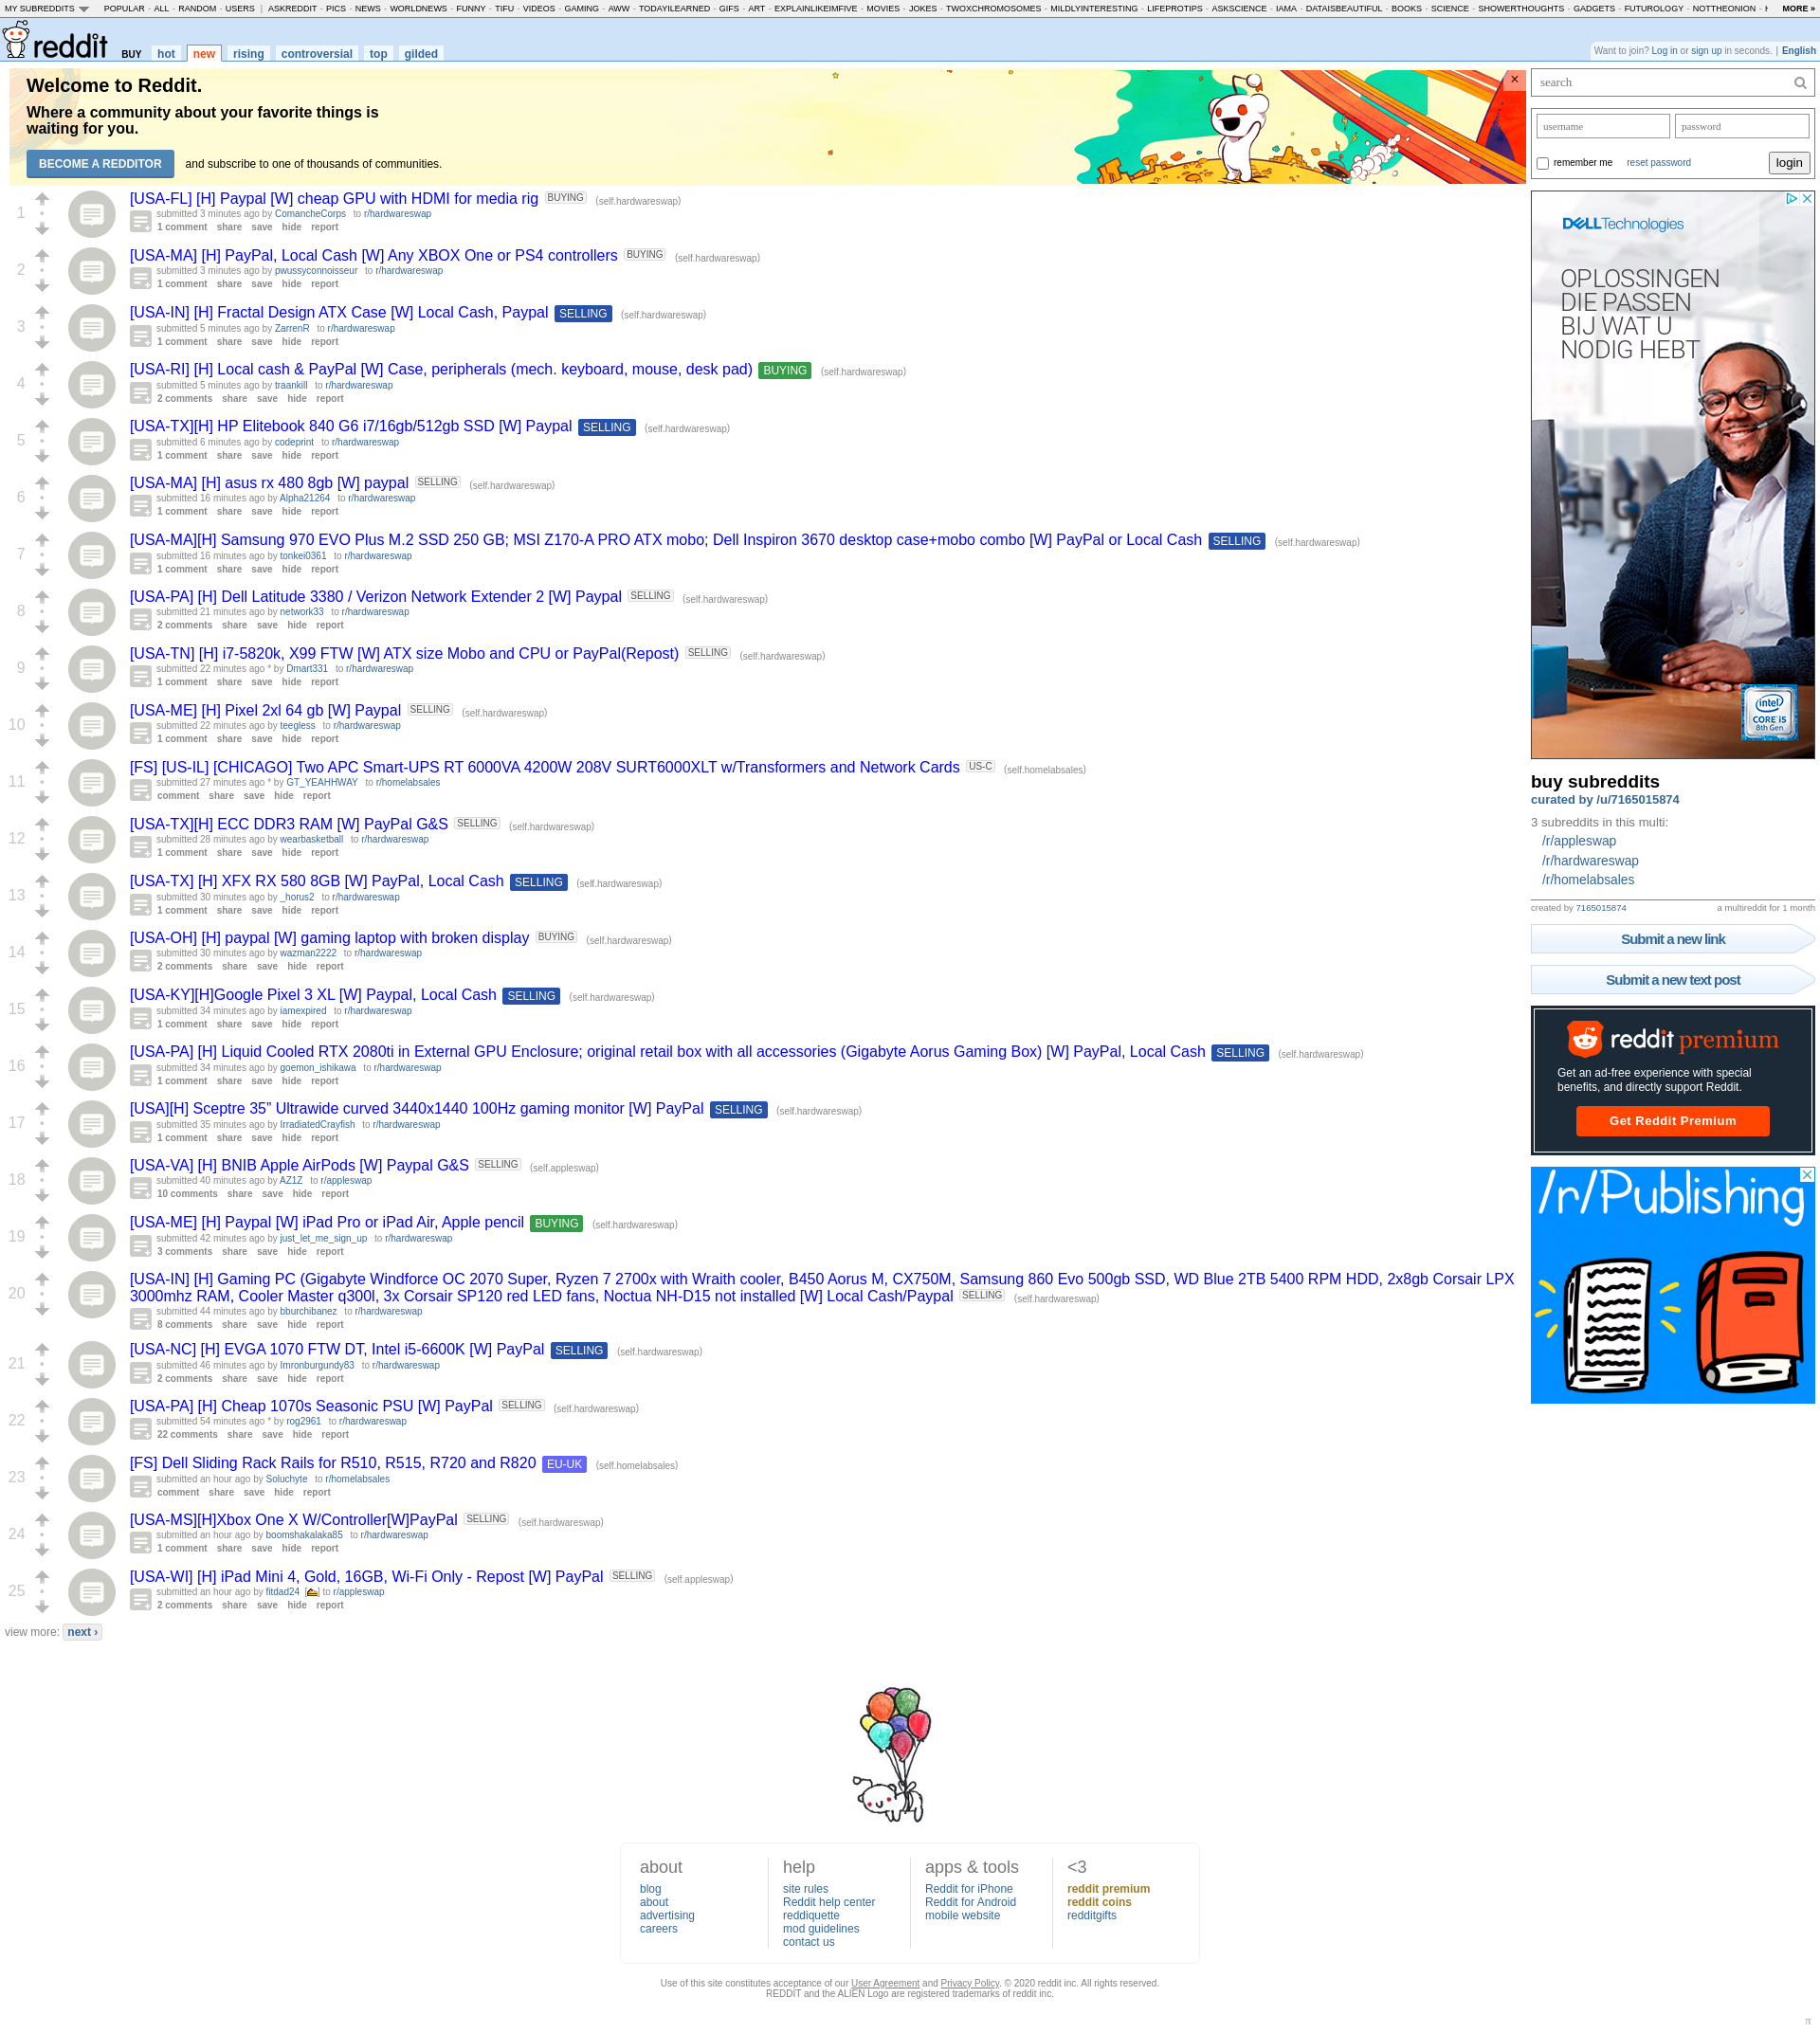 MY SUBREDDITS POPULAR - ALL - RANDOM - USERS | ASKREDDIT - PICS - NEWS - WORLDNEWS - FUNNY - TIFU - VIDEOS - GAMING - AWW - TODAYILEARNED - GIFS - ART - EXPLAINLIKEIMFIVE - MOVIES - JOKES - TWOXCHROMOSOMES - MILDLYINTERESTING - LIFEPROTIPS - ASKSCIENCE - IAMA - DATAISBEAUTIFUL - BOOKS - SCIENCE - SHOWERTHOUGHTS - GADGETS - FUTUROLOGY - NOTTHEONION - MORE »
reddit BUY hot new rising controversial top gilded
Want to join? Log in or sign up in seconds. | English
Welcome to Reddit.
Where a community about your favorite things is
waiting for you.
BECOME A REDDITOR and subscribe to one of thousands of communities.
×
1
[USA-FL] [H] Paypal [W] cheap GPU with HDMI for media rig BUYING (self.hardwareswap)
submitted 3 minutes ago by ComancheCorps to r/hardwareswap
1 comment share save hide report
2
[USA-MA] [H] PayPal, Local Cash [W] Any XBOX One or PS4 controllers BUYING (self.hardwareswap)
submitted 3 minutes ago by pwussyconnoisseur to r/hardwareswap
1 comment share save hide report
3
[USA-IN] [H] Fractal Design ATX Case [W] Local Cash, Paypal SELLING (self.hardwareswap)
submitted 5 minutes ago by ZarrenR to r/hardwareswap
1 comment share save hide report
4
[USA-RI] [H] Local cash & PayPal [W] Case, peripherals (mech. keyboard, mouse, desk pad) BUYING (self.hardwareswap)
submitted 5 minutes ago by traankill to r/hardwareswap
2 comments share save hide report
5
[USA-TX][H] HP Elitebook 840 G6 i7/16gb/512gb SSD [W] Paypal SELLING (self.hardwareswap)
submitted 6 minutes ago by codeprint to r/hardwareswap
1 comment share save hide report
6
[USA-MA] [H] asus rx 480 8gb [W] paypal SELLING (self.hardwareswap)
submitted 16 minutes ago by Alpha21264 to r/hardwareswap
1 comment share save hide report
7
[USA-MA][H] Samsung 970 EVO Plus M.2 SSD 250 GB; MSI Z170-A PRO ATX mobo; Dell Inspiron 3670 desktop case+mobo combo [W] PayPal or Local Cash SELLING (self.hardwareswap)
submitted 16 minutes ago by tonkei0361 to r/hardwareswap
1 comment share save hide report
8
[USA-PA] [H] Dell Latitude 3380 / Verizon Network Extender 2 [W] Paypal SELLING (self.hardwareswap)
submitted 21 minutes ago by network33 to r/hardwareswap
2 comments share save hide report
9
[USA-TN] [H] i7-5820k, X99 FTW [W] ATX size Mobo and CPU or PayPal(Repost) SELLING (self.hardwareswap)
submitted 22 minutes ago * by Dmart331 to r/hardwareswap
1 comment share save hide report
10
[USA-ME] [H] Pixel 2xl 64 gb [W] Paypal SELLING (self.hardwareswap)
submitted 22 minutes ago by teegless to r/hardwareswap
1 comment share save hide report
11
[FS] [US-IL] [CHICAGO] Two APC Smart-UPS RT 6000VA 4200W 208V SURT6000XLT w/Transformers and Network Cards US-C (self.homelabsales)
submitted 27 minutes ago * by GT_YEAHHWAY to r/homelabsales
comment share save hide report
12
[USA-TX][H] ECC DDR3 RAM [W] PayPal G&S SELLING (self.hardwareswap)
submitted 28 minutes ago by wearbasketball to r/hardwareswap
1 comment share save hide report
13
[USA-TX] [H] XFX RX 580 8GB [W] PayPal, Local Cash SELLING (self.hardwareswap)
submitted 30 minutes ago by _horus2 to r/hardwareswap
1 comment share save hide report
14
[USA-OH] [H] paypal [W] gaming laptop with broken display BUYING (self.hardwareswap)
submitted 30 minutes ago by wazman2222 to r/hardwareswap
2 comments share save hide report
15
[USA-KY][H]Google Pixel 3 XL [W] Paypal, Local Cash SELLING (self.hardwareswap)
submitted 34 minutes ago by iamexpired to r/hardwareswap
1 comment share save hide report
16
[USA-PA] [H] Liquid Cooled RTX 2080ti in External GPU Enclosure; original retail box with all accessories (Gigabyte Aorus Gaming Box) [W] PayPal, Local Cash SELLING (self.hardwareswap)
submitted 34 minutes ago by goemon_ishikawa to r/hardwareswap
1 comment share save hide report
17
[USA][H] Sceptre 35” Ultrawide curved 3440x1440 100Hz gaming monitor [W] PayPal SELLING (self.hardwareswap)
submitted 35 minutes ago by IrradiatedCrayfish to r/hardwareswap
1 comment share save hide report
18
[USA-VA] [H] BNIB Apple AirPods [W] Paypal G&S SELLING (self.appleswap)
submitted 40 minutes ago by AZ1Z to r/appleswap
10 comments share save hide report
19
[USA-ME] [H] Paypal [W] iPad Pro or iPad Air, Apple pencil BUYING (self.hardwareswap)
submitted 42 minutes ago by just_let_me_sign_up to r/hardwareswap
3 comments share save hide report
20
[USA-IN] [H] Gaming PC (Gigabyte Windforce OC 2070 Super, Ryzen 7 2700x with Wraith cooler, B450 Aorus M, CX750M, Samsung 860 Evo 500gb SSD, WD Blue 2TB 5400 RPM HDD, 2x8gb Corsair LPX
3000mhz RAM, Cooler Master q300l, 3x Corsair SP120 red LED fans, Noctua NH-D15 not installed [W] Local Cash/Paypal SELLING (self.hardwareswap)
submitted 44 minutes ago by bburchibanez to r/hardwareswap
8 comments share save hide report
21
[USA-NC] [H] EVGA 1070 FTW DT, Intel i5-6600K [W] PayPal SELLING (self.hardwareswap)
submitted 46 minutes ago by Imronburgundy83 to r/hardwareswap
2 comments share save hide report
22
[USA-PA] [H] Cheap 1070s Seasonic PSU [W] PayPal SELLING (self.hardwareswap)
submitted 54 minutes ago * by rog2961 to r/hardwareswap
22 comments share save hide report
23
[FS] Dell Sliding Rack Rails for R510, R515, R720 and R820 EU-UK (self.homelabsales)
submitted an hour ago by Soluchyte to r/homelabsales
comment share save hide report
24
[USA-MS][H]Xbox One X W/Controller[W]PayPal SELLING (self.hardwareswap)
submitted an hour ago by boomshakalaka85 to r/hardwareswap
1 comment share save hide report
25
[USA-WI] [H] iPad Mini 4, Gold, 16GB, Wi-Fi Only - Repost [W] PayPal SELLING (self.appleswap)
submitted an hour ago by fitdad24 [ ] to r/appleswap
2 comments share save hide report
view more: next ›
search
username password
remember me reset password login
DELL Technologies
OPLOSSINGEN
DIE PASSEN
BIJ WAT U
NODIG HEBT
intel
CORE i5
8th Gen
buy subreddits
curated by /u/7165015874
3 subreddits in this multi:
/r/appleswap
/r/hardwareswap
/r/homelabsales
created by 7165015874 a multireddit for 1 month
Submit a new link
Submit a new text post
reddit premium
Get an ad-free experience with special
benefits, and directly support Reddit.
Get Reddit Premium
/r/Publishing
about
blog
about
advertising
careers
help
site rules
Reddit help center
reddiquette
mod guidelines
contact us
apps & tools
Reddit for iPhone
Reddit for Android
mobile website
<3
reddit premium
reddit coins
redditgifts
Use of this site constitutes acceptance of our User Agreement and Privacy Policy. © 2020 reddit inc. All rights reserved.
REDDIT and the ALIEN Logo are registered trademarks of reddit inc.
π